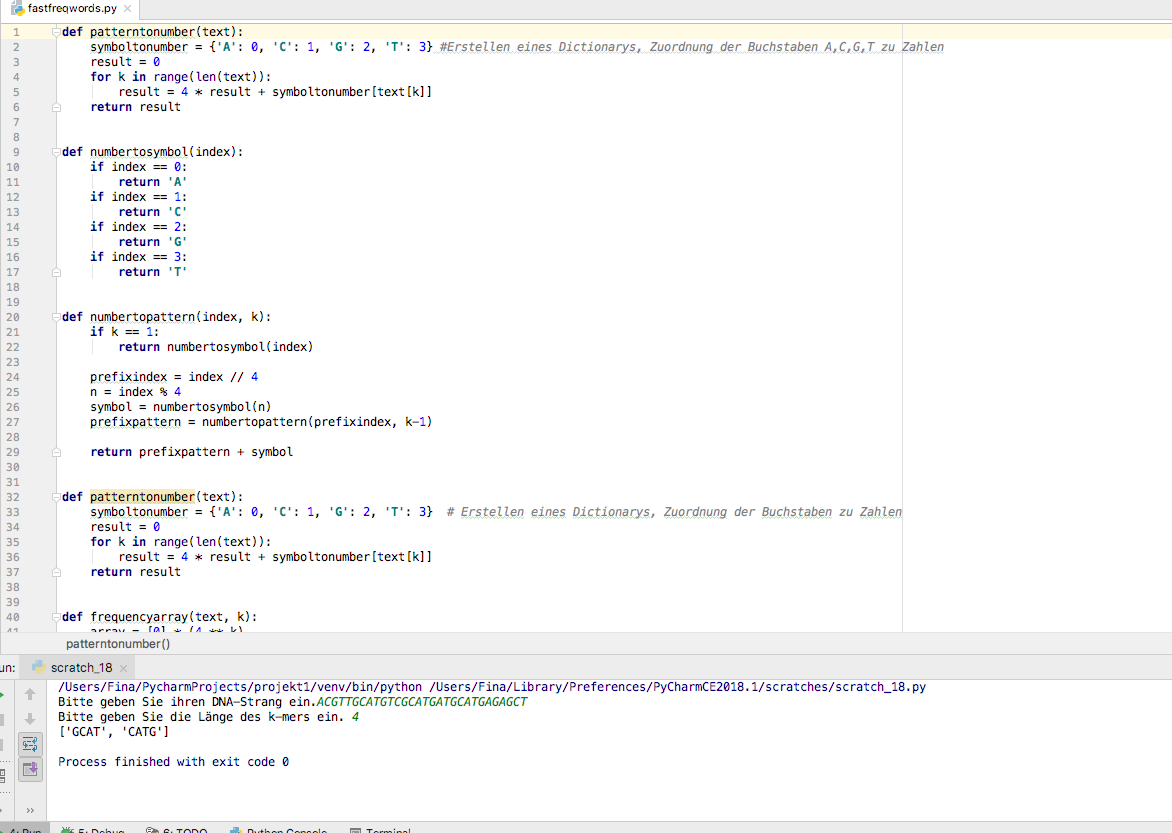 fastfreqwords.py
1 def patterntonumber(text):
2 symboltonumber = {'A': 0, 'C': 1, 'G': 2, 'T': 3} #Erstellen eines Dictionarys, Zuordnung der Buchstaben A,C,G,T zu Zahlen
3 result = 0
4 for k in range(len(text)):
5 result = 4 * result + symboltonumber[text[k]]
6 return result
7
8
9 def numbertosymbol(index):
10 if index == 0:
11 return 'A'
12 if index == 1:
13 return 'C'
14 if index == 2:
15 return 'G'
16 if index == 3:
17 return 'T'
18
19
20 def numbertopattern(index, k):
21 if k == 1:
22 return numbertosymbol(index)
23
24 prefixindex = index // 4
25 n = index % 4
26 symbol = numbertosymbol(n)
27 prefixpattern = numbertopattern(prefixindex, k-1)
28
29 return prefixpattern + symbol
30
31
32 def patterntonumber(text):
33 symboltonumber = {'A': 0, 'C': 1, 'G': 2, 'T': 3} # Erstellen eines Dictionarys, Zuordnung der Buchstaben zu Zahlen
34 result = 0
35 for k in range(len(text)):
36 result = 4 * result + symboltonumber[text[k]]
37 return result
38
39
40 def frequencyarray(text, k):
41 array = [0] * (4 ** k)
patterntonumber()
un: scratch_18
/Users/Fina/PycharmProjects/projekt1/venv/bin/python /Users/Fina/Library/Preferences/PyCharmCE2018.1/scratches/scratch_18.py
Bitte geben Sie ihren DNA-Strang ein.ACGTTGCATGTCGCATGATGCATGAGAGCT
Bitte geben Sie die Länge des k-mers ein. 4
['GCAT', 'CATG']
Process finished with exit code 0
4: Run 5: Debug 6: TODO Python Console Terminal